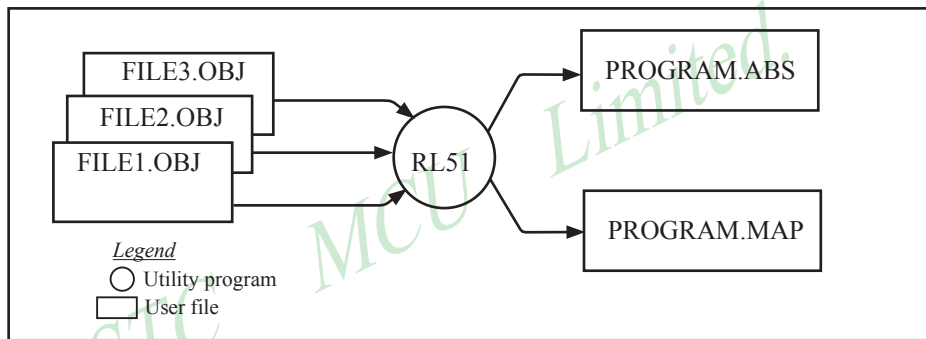 FILE3.OBJ
FILE2.OBJ
FILE1.OBJ
RL51
PROGRAM.ABS
PROGRAM.MAP
Legend
Utility program
User file
STC MCU Limited.